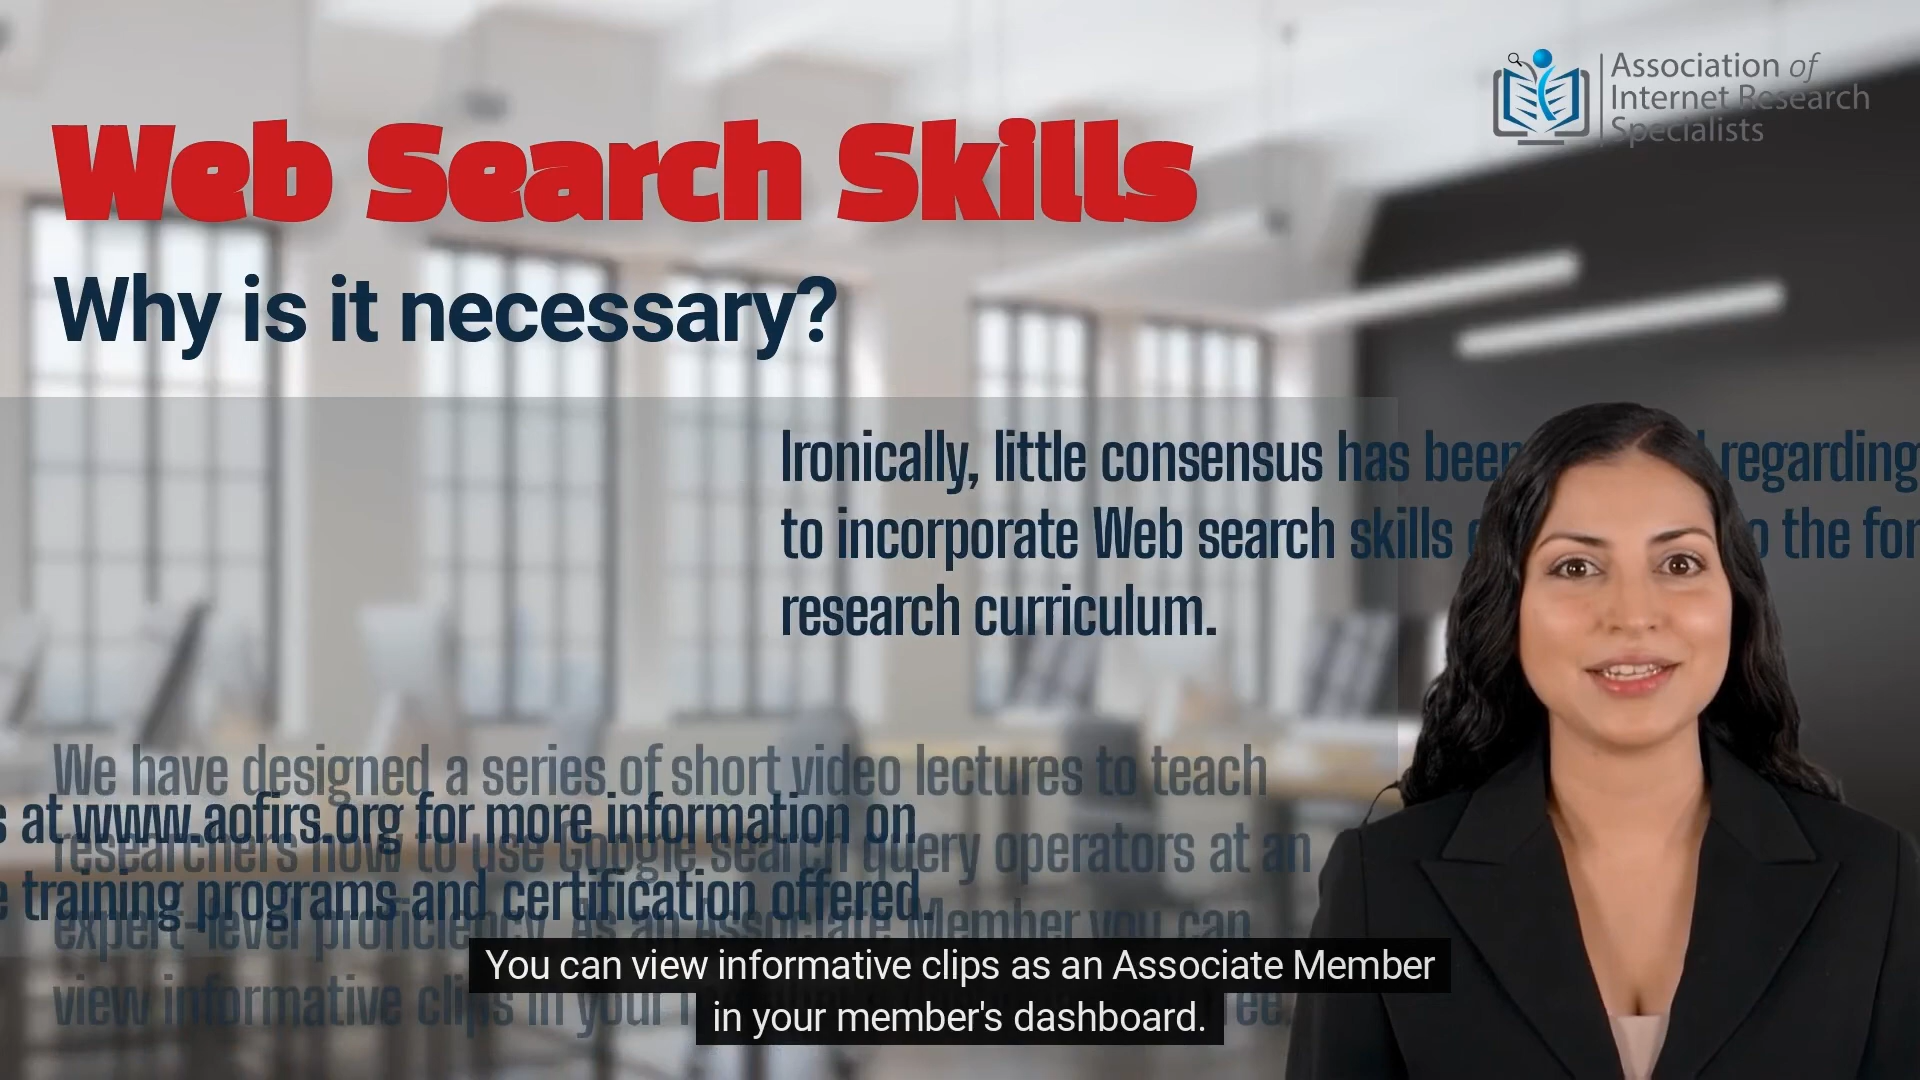 Association of
Internet Research
Specialists
Web Search Skills
Why is it necessary?
Ironically, little consensus has been regarding
to incorporate Web search skills the
research curriculum.
We have designed a series of short video lectures to teach
at www.aofirs.org for more information on
researchers how to use Google search query operators at an
training programs and certification offered.
expert-level proficiency. As an Associate Member you can
view informative clips in your
You can view informative clips as an Associate Member
in your member's dashboard.